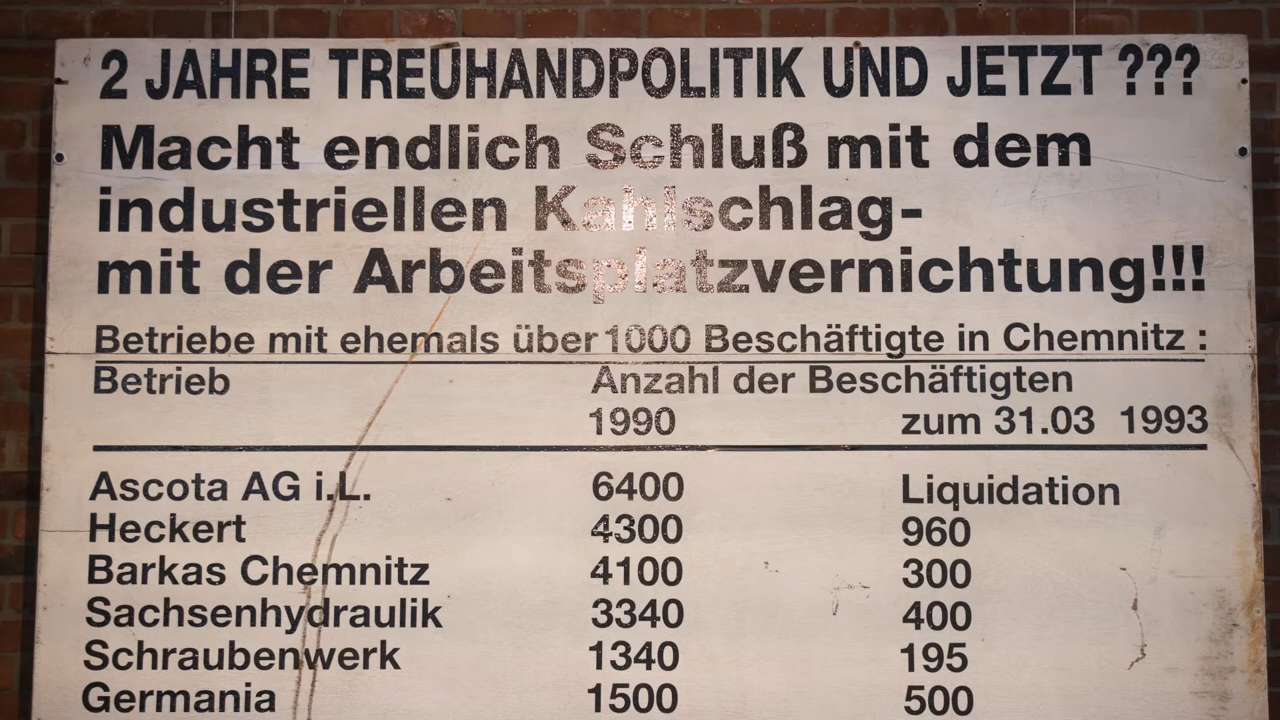 2 JAHRE TREUHANDPOLITIK UND JETZT ???
Macht endlich Schluß mit dem
industriellen Kahlschlag-
mit der Arbeitsplatzvernichtung!!!
Betriebe mit ehemals über 1000 Beschäftigte in Chemnitz :
Betrieb Anzahl der Beschäftigten
1990 zum 31.03 1993
Ascota AG i.L. 6400 Liquidation
Heckert 4300 960
Barkas Chemnitz 4100 300
Sachsenhydraulik 3340 400
Schraubenwerk 1340 195
Germania 1500 500